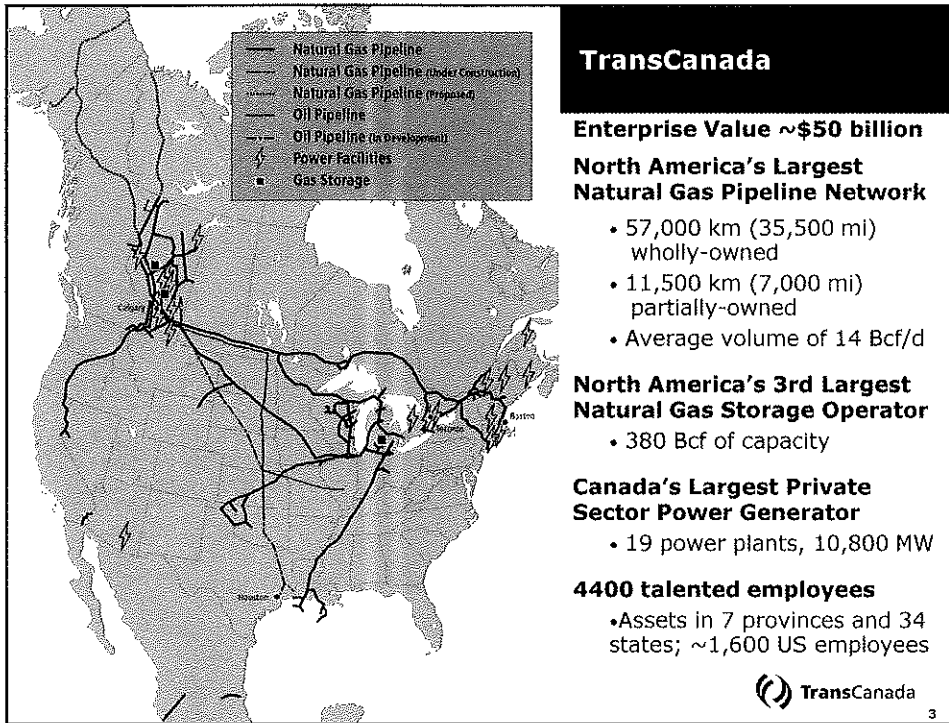 Natural Gas Pipeline
Natural Gas Pipeline (Under Construction)
Natural Gas Pipeline (Proposed)
Oil Pipeline
Oil Pipeline (In Development)
Power Facilities
Gas Storage
Calgary
Toronto
Boston
Houston
TransCanada
Enterprise Value ~$50 billion
North America's Largest
Natural Gas Pipeline Network
• 57,000 km (35,500 mi)
wholly-owned
• 11,500 km (7,000 mi)
partially-owned
• Average volume of 14 Bcf/d
North America's 3rd Largest
Natural Gas Storage Operator
• 380 Bcf of capacity
Canada's Largest Private
Sector Power Generator
• 19 power plants, 10,800 MW
4400 talented employees
•Assets in 7 provinces and 34
states; ~1,600 US employees
TransCanada
3